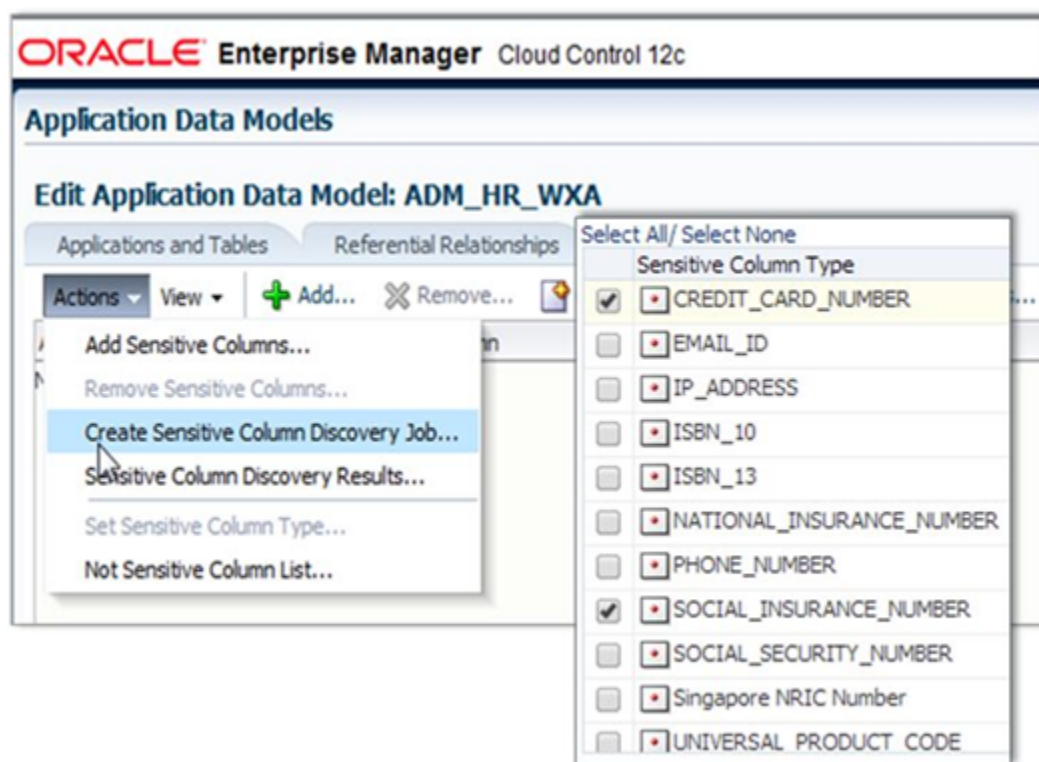 ORACLE Enterprise Manager Cloud Control 12c
Application Data Models
Edit Application Data Model: ADM_HR_WXA
Applications and Tables Referential Relationships
Actions View Add... Remove...
Add Sensitive Columns...
Remove Sensitive Columns...
Create Sensitive Column Discovery Job...
Sensitive Column Discovery Results...
Set Sensitive Column Type...
Not Sensitive Column List...
Select All/ Select None
Sensitive Column Type
CREDIT_CARD_NUMBER
EMAIL_ID
IP_ADDRESS
ISBN_10
ISBN_13
NATIONAL_INSURANCE_NUMBER
PHONE_NUMBER
SOCIAL_INSURANCE_NUMBER
SOCIAL_SECURITY_NUMBER
Singapore NRIC Number
UNIVERSAL_PRODUCT_CODE